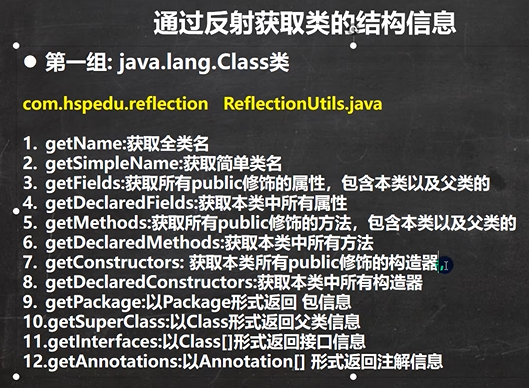 通过反射获取类的结构信息
● 第一组: java.lang.Class类
com.hspedu.reflection ReflectionUtils.java
1. getName:获取全类名
2. getSimpleName:获取简单类名
3. getFields:获取所有public修饰的属性，包含本类以及父类的
4. getDeclaredFields:获取本类中所有属性
5. getMethods:获取所有public修饰的方法，包含本类以及父类的
6. getDeclaredMethods:获取本类中所有方法
7. getConstructors: 获取本类所有public修饰的构造器
8. getDeclaredConstructors:获取本类中所有构造器
9. getPackage:以Package形式返回 包信息
10.getSuperClass:以Class形式返回父类信息
11.getInterfaces:以Class[]形式返回接口信息
12.getAnnotations:以Annotation[] 形式返回注解信息